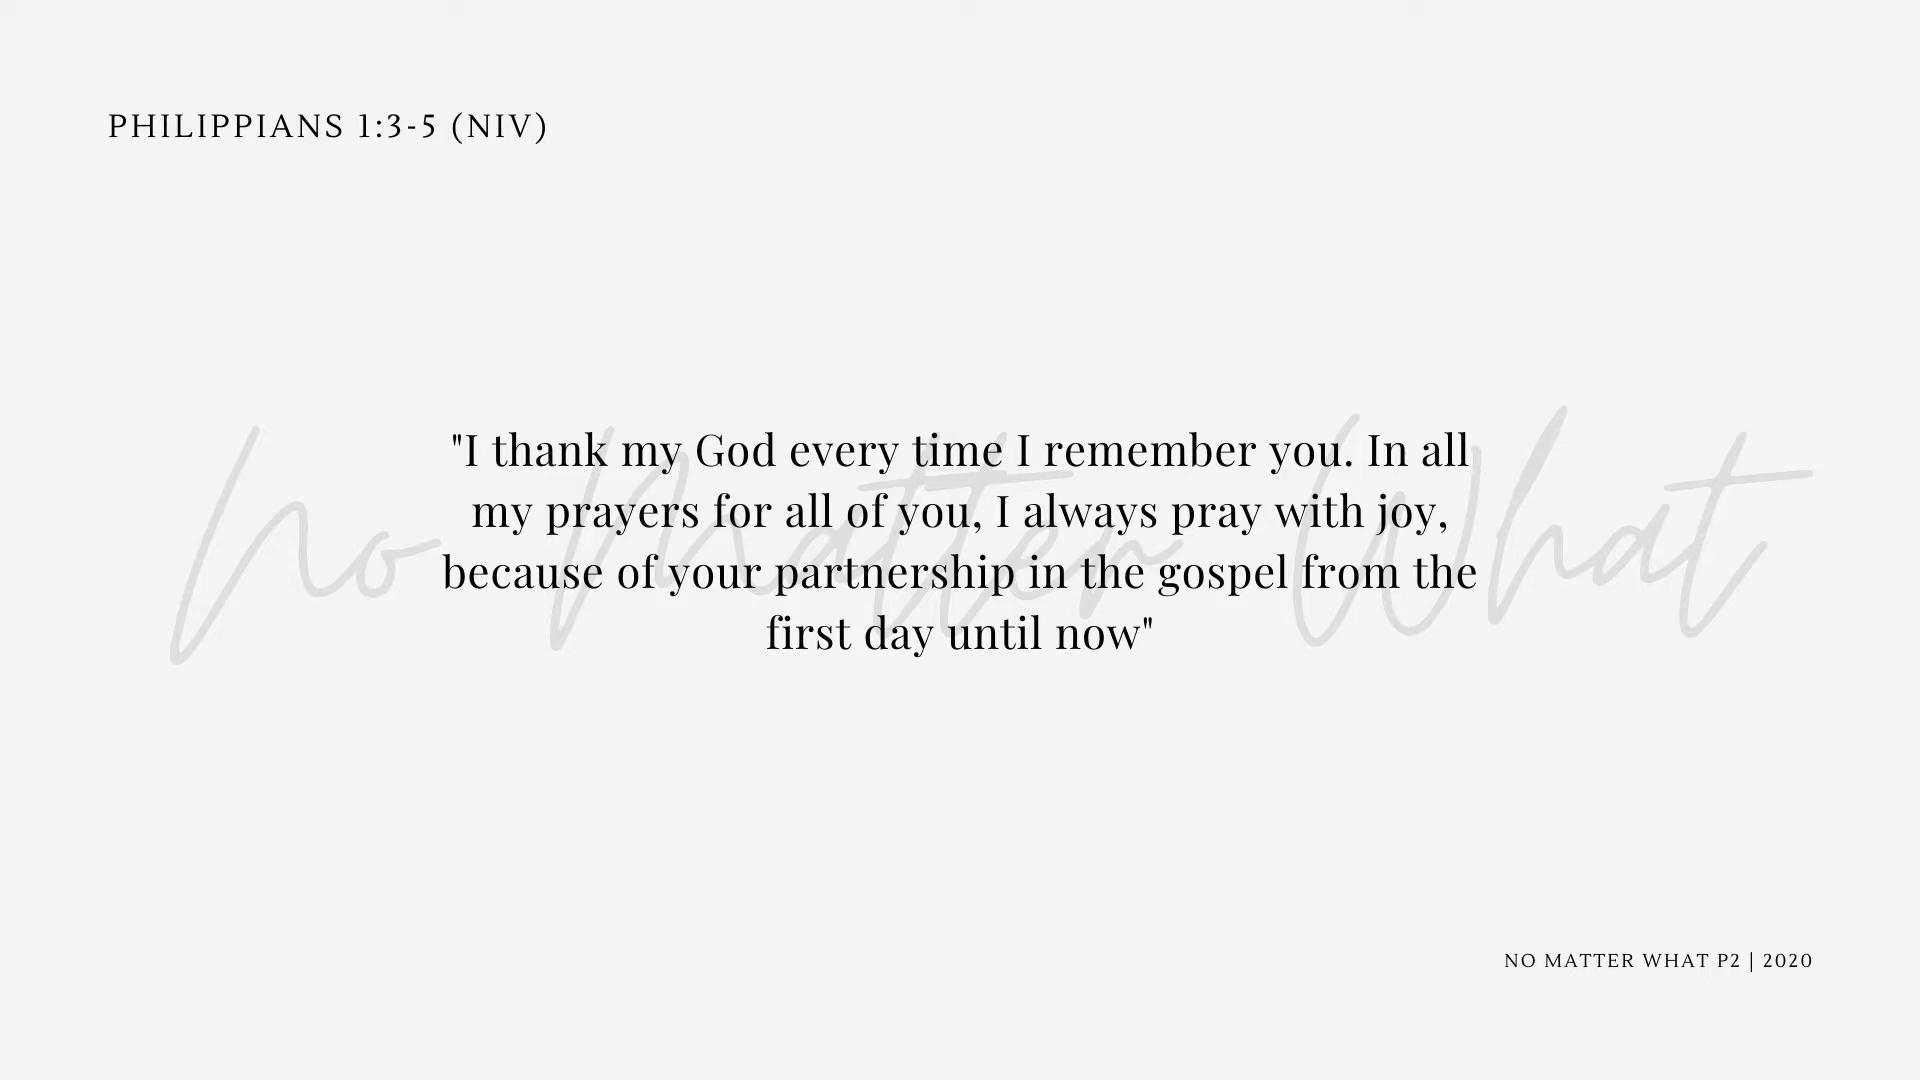 PHILIPPIANS 1:3-5 (NIV)
No Matter What
"I thank my God every time I remember you. In all
my prayers for all of you, I always pray with joy,
because of your partnership in the gospel from the
first day until now"
NO MATTER WHAT P2 | 2020